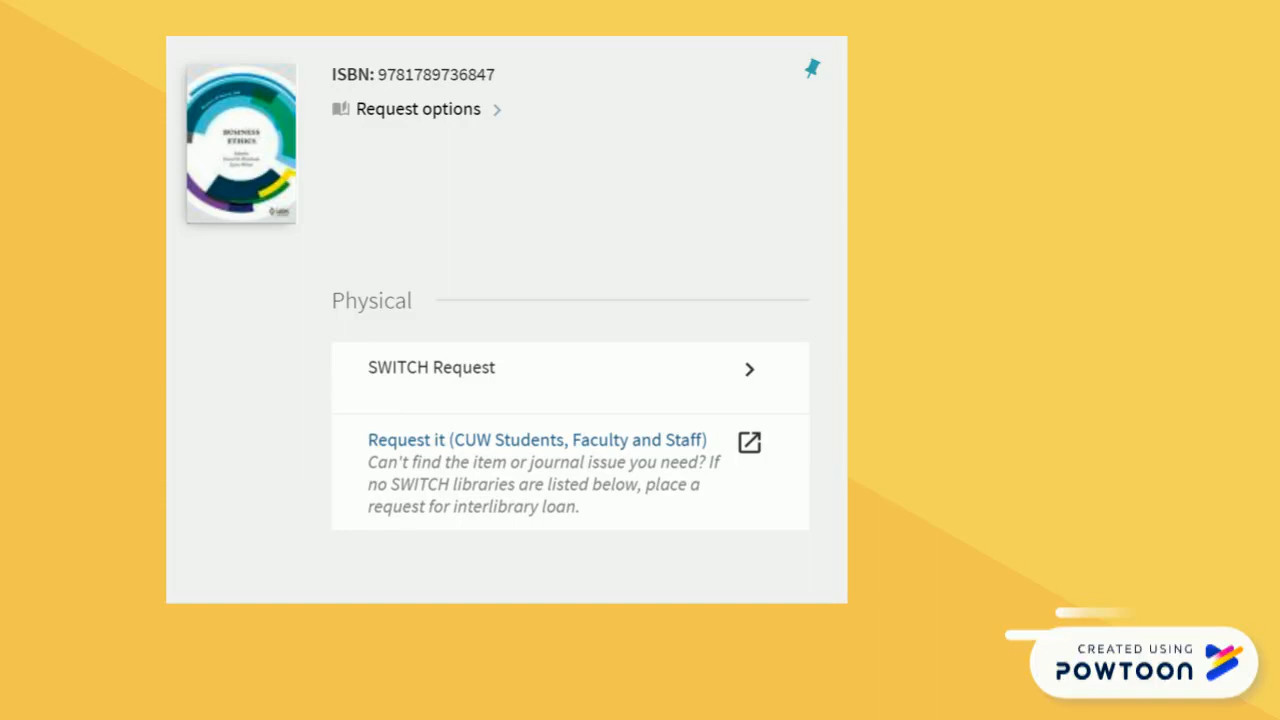 ISBN: 9781789736847
Request options
BUSINESS
ETHICS
Physical
SWITCH Request
Request it (CUW Students, Faculty and Staff)
Can't find the item or journal issue you need? If
no SWITCH libraries are listed below, place a
request for interlibrary loan.
CREATED USING
POWTOON